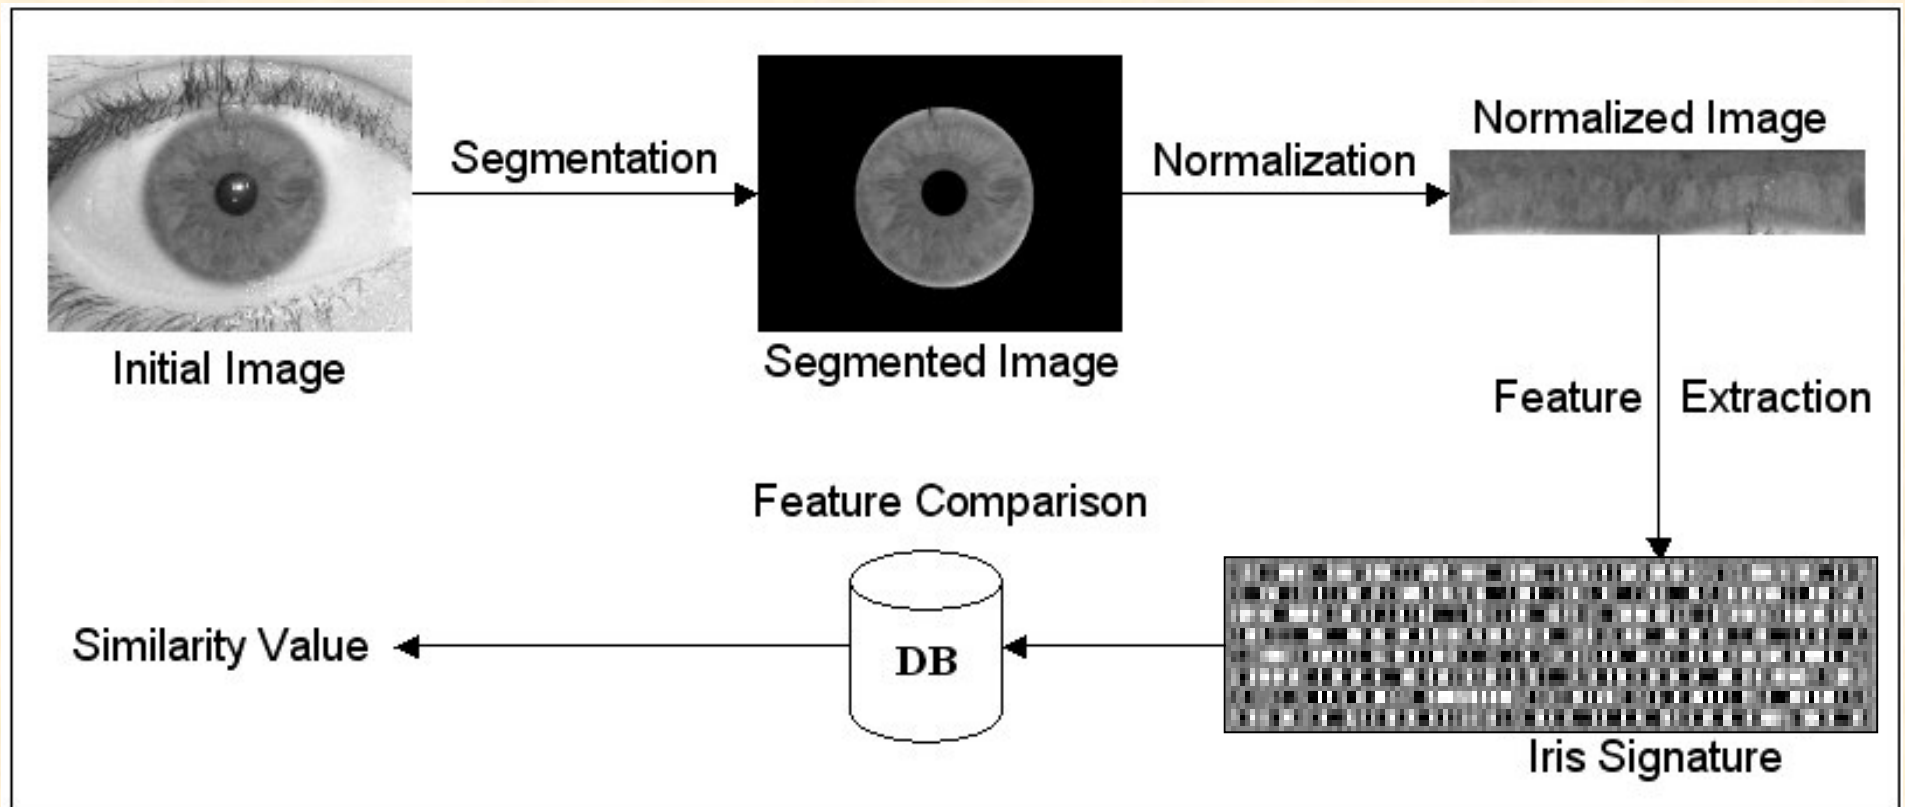 Initial Image
Segmentation
Segmented Image
Normalization
Normalized Image
Feature Extraction
Iris Signature
Feature Comparison
DB
Similarity Value